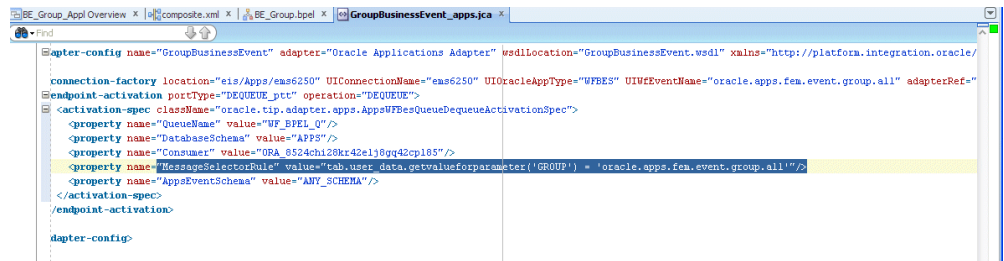 BE_Group_Appl Overview x composite.xml x BE_Group.bpel x GroupBusinessEvent_apps.jca x
Find
apter-config name="GroupBusinessEvent" adapter="Oracle Applications Adapter" wsdlLocation="GroupBusinessEvent.wsdl" xmlns="http://platform.integration.oracle/
connection-factory location="eis/Apps/ems6250" UIConnectionName="ems6250" UIOracleAppType="WFBES" UIWfEventName="oracle.apps.fem.event.group.all" adapterRef="
endpoint-activation portType="DEQUEUE_ptt" operation="DEQUEUE">
<activation-spec className="oracle.tip.adapter.apps.AppsWFBesQueueDequeueActivationSpec">
<property name="QueueName" value="WF_BPEL_Q"/>
<property name="DatabaseSchema" value="APPS"/>
<property name="Consumer" value="ORA_8524chi28kr42elj8gq42cp185"/>
<property name="MessageSelectorRule" value="tab.user_data.getvalueforparameter('GROUP') = 'oracle.apps.fem.event.group.all'"/>
<property name="AppsEventSchema" value="ANY_SCHEMA"/>
</activation-spec>
/endpoint-activation>
dapter-config>